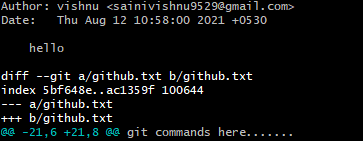 Author: vishnu <sainivishnu9529@gmail.com>
Date:   Thu Aug 12 10:58:00 2021 +0530
    hello
diff --git a/github.txt b/github.txt
index 5bf648e..ac1359f 100644
--- a/github.txt
+++ b/github.txt
@@ -21,6 +21,8 @@ git commands here.......